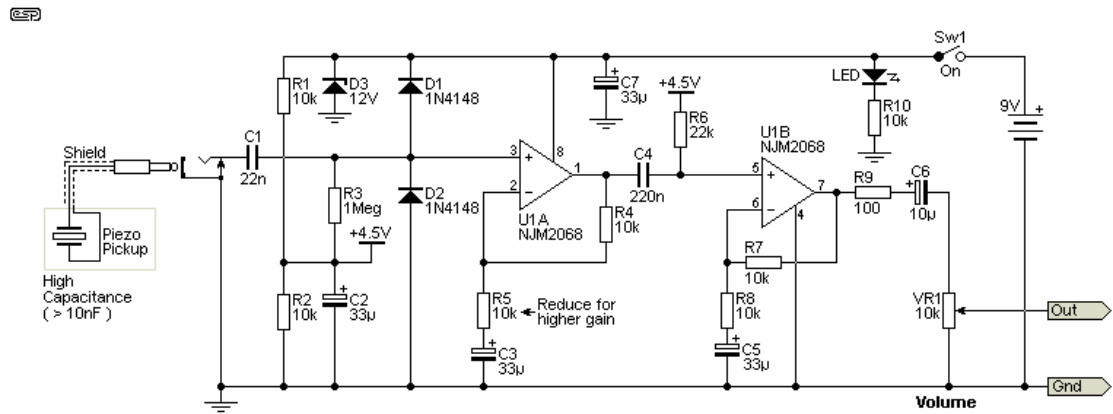 esp
Sw1
On
LED
R1
10k
D3
12V
D1
1N4148
C7
33µ
+
+4.5V
R6
22k
R10
10k
9V
+
Shield
C1
22n
R3
1Meg
+4.5V
D2
1N4148
3
+
8
2
−
1
U1A
NJM2068
C4
220n
R4
10k
U1B
NJM2068
5
+
6
−
7
4
R9
100
C6
+
10µ
R7
10k
Piezo
Pickup
High
Capacitance
( > 10nF )
R2
10k
+
C2
33µ
R5
10k
Reduce for
higher gain
+
C3
33µ
R8
10k
+
C5
33µ
VR1
10k
Out
Gnd
Volume